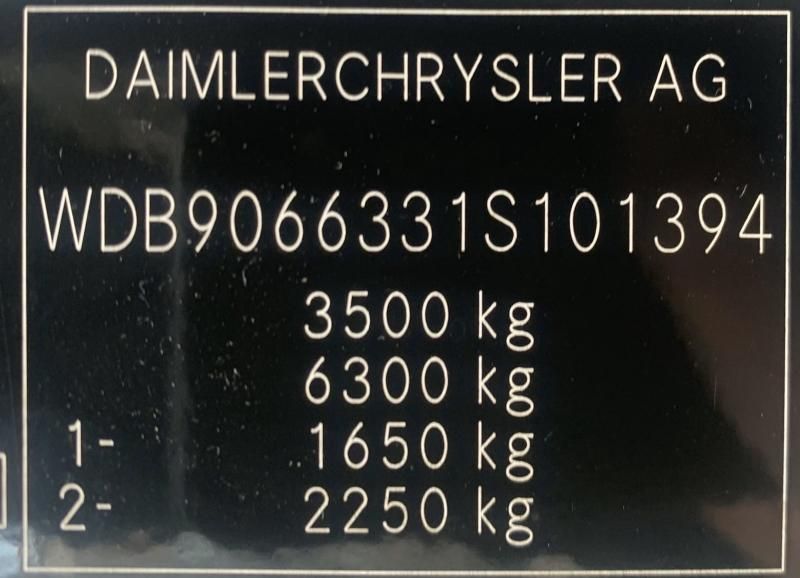 DAIMLERCHRYSLER AG
WDB9066331S101394
3500 kg
6300 kg
1- 1650 kg
2- 2250 kg